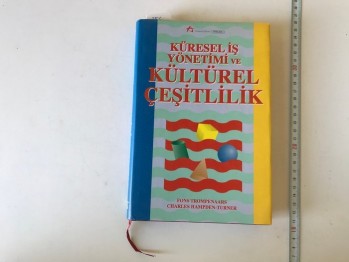 KÜRESEL İŞ
YÖNETİMİ VE
KÜLTÜREL
ÇEŞİTLİLİK
FONS TROMPENAARS
CHARLES HAMPDEN-TURNER